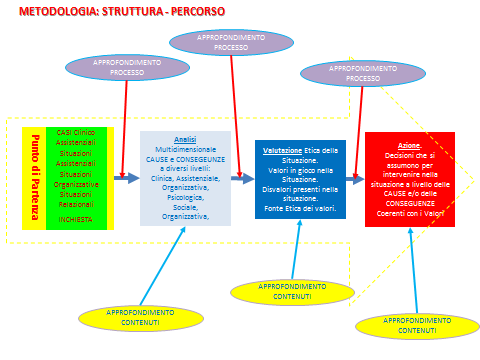 METODOLOGIA: STRUTTURA - PERCORSO
APPROFONDIMENTO
PROCESSO
APPROFONDIMENTO
PROCESSO
APPROFONDIMENTO
PROCESSO
Punto di Partenza
CASI Clinico
Assistenziali
Situazioni
Assistenziali
Situazioni
Organizzative
Situazioni
Relazionali
INCHIESTA
Analisi
Multidimensionale
CAUSE e CONSEGEUNZE
a diversi livelli:
Clinica, Assistenziale,
Organizzativa,
Psicologica,
Sociale,
Organizzativa,
Valutazione Etica della
Situazione.
Valori in gioco nella
Situazione.
Disvalori presenti nella
situazione.
Fonte Etica dei valori.
Azione.
Decisioni che si
assumono per
intervenire nella
situazione a livello delle
CAUSE e/o delle
CONSEGUENZE
Coerenti con i Valori
APPROFONDIMENTO
CONTENUTI
APPROFONDIMENTO
CONTENUTI
APPROFONDIMENTO
CONTENUTI